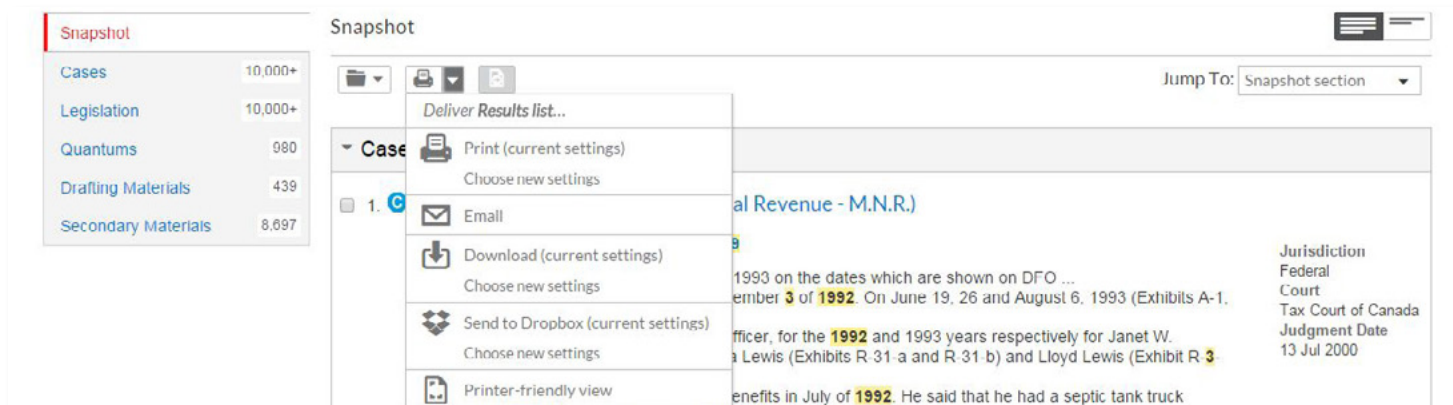 Snapshot
Cases 10,000+
Legislation 10,000+
Quantums 980
Drafting Materials 439
Secondary Materials 8,697
Snapshot
Jump To: Snapshot section
Deliver Results list...
Print (current settings)
Choose new settings
Email
Download (current settings)
Choose new settings
Send to Dropbox (current settings)
Choose new settings
Printer-friendly view
Case
1. C al Revenue - M.N.R.)
9
1993 on the dates which are shown on DFO ...
ember 3 of 1992. On June 19, 26 and August 6, 1993 (Exhibits A-1,
fficer, for the 1992 and 1993 years respectively for Janet W.
a Lewis (Exhibits R-31-a and R-31-b) and Lloyd Lewis (Exhibit R-3-
enefits in July of 1992. He said that he had a septic tank truck
Jurisdiction
Federal
Court
Tax Court of Canada
Judgment Date
13 Jul 2000